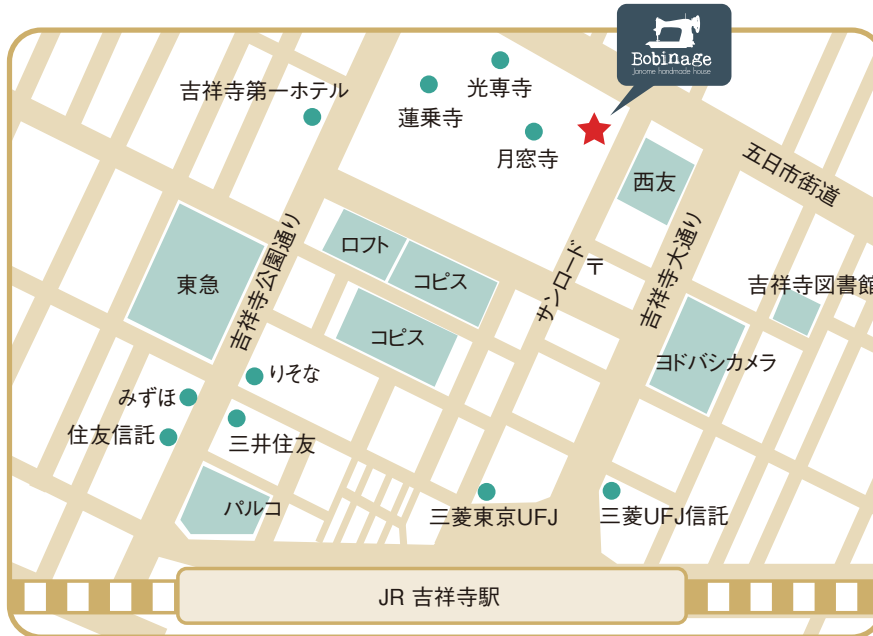 Bobinage
Janome handmade house
光専寺
吉祥寺第一ホテル
蓮乗寺
月窓寺
五日市街道
西友
ロフト
コピス
コピス
東急
吉祥寺公園通り
サンロード
〒
吉祥寺大通り
吉祥寺図書館
ヨドバシカメラ
りそな
みずほ
住友信託
三井住友
パルコ
三菱東京UFJ
三菱UFJ信託
JR 吉祥寺駅